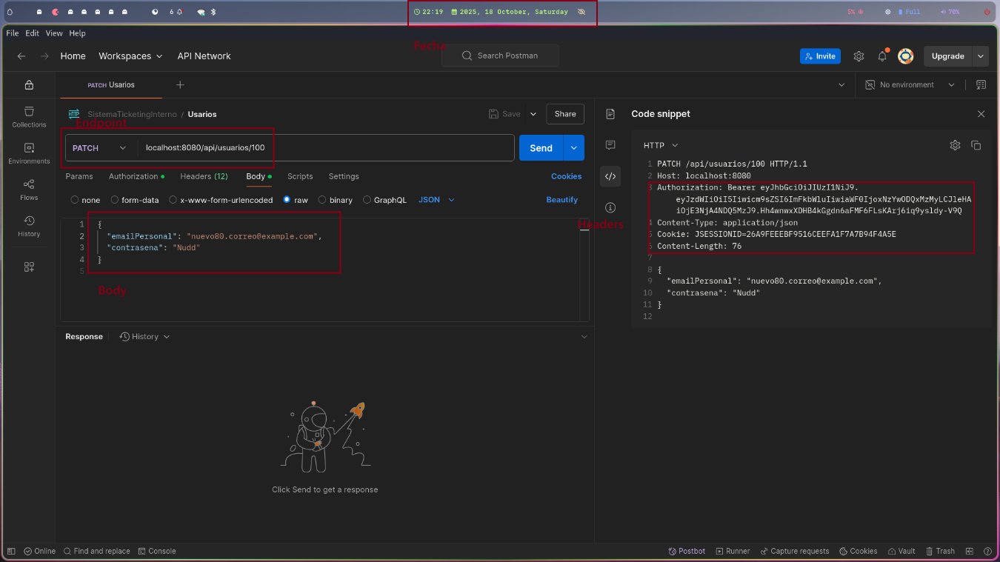 6
22:19 2025, 18 October, Saturday
5%
Full
70%
File Edit View Help
Fecha
Home Workspaces API Network
Search Postman
Invite
Upgrade
PATCH Usarios
No environment
Collections
Environments
Flows
History
SistemaTicketingInterno / Usarios
Save
Share
Endpoint
PATCH localhost:8080/api/usuarios/100
Send
Params Authorization Headers (12) Body Scripts Settings
Cookies
none form-data x-www-form-urlencoded raw binary GraphQL JSON
Beautify
1 {
2 "emailPersonal": "nuevo80.correo@example.com",
3 "contrasena": "Nudd"
4 }
5
Body
Headers
Response History
Click Send to get a response
Code snippet
HTTP
1 PATCH /api/usuarios/100 HTTP/1.1
2 Host: localhost:8080
3 Authorization: Bearer eyJhbGciOiJIUzI1NiJ9.
eyJzdWIiOiI5Iiwicm9sZSI6ImFkbWluIiwiaWF0IjoxNzYwODQxMzMyLCJleHA
iOjE3NjA4NDQ5MzJ9.Hh4wnwxXDHB4kGgdn6aFMF6FLsKArj6iq9ysldy-V9Q
4 Content-Type: application/json
5 Cookie: JSESSIONID=26A9FEEEBF9516CEEFA1F7A7B94F4A5E
6 Content-Length: 76
7
8 {
9 "emailPersonal": "nuevo80.correo@example.com",
10 "contrasena": "Nudd"
11 }
12
Online Find and replace Console
Postbot Runner Capture requests Cookies Vault Trash